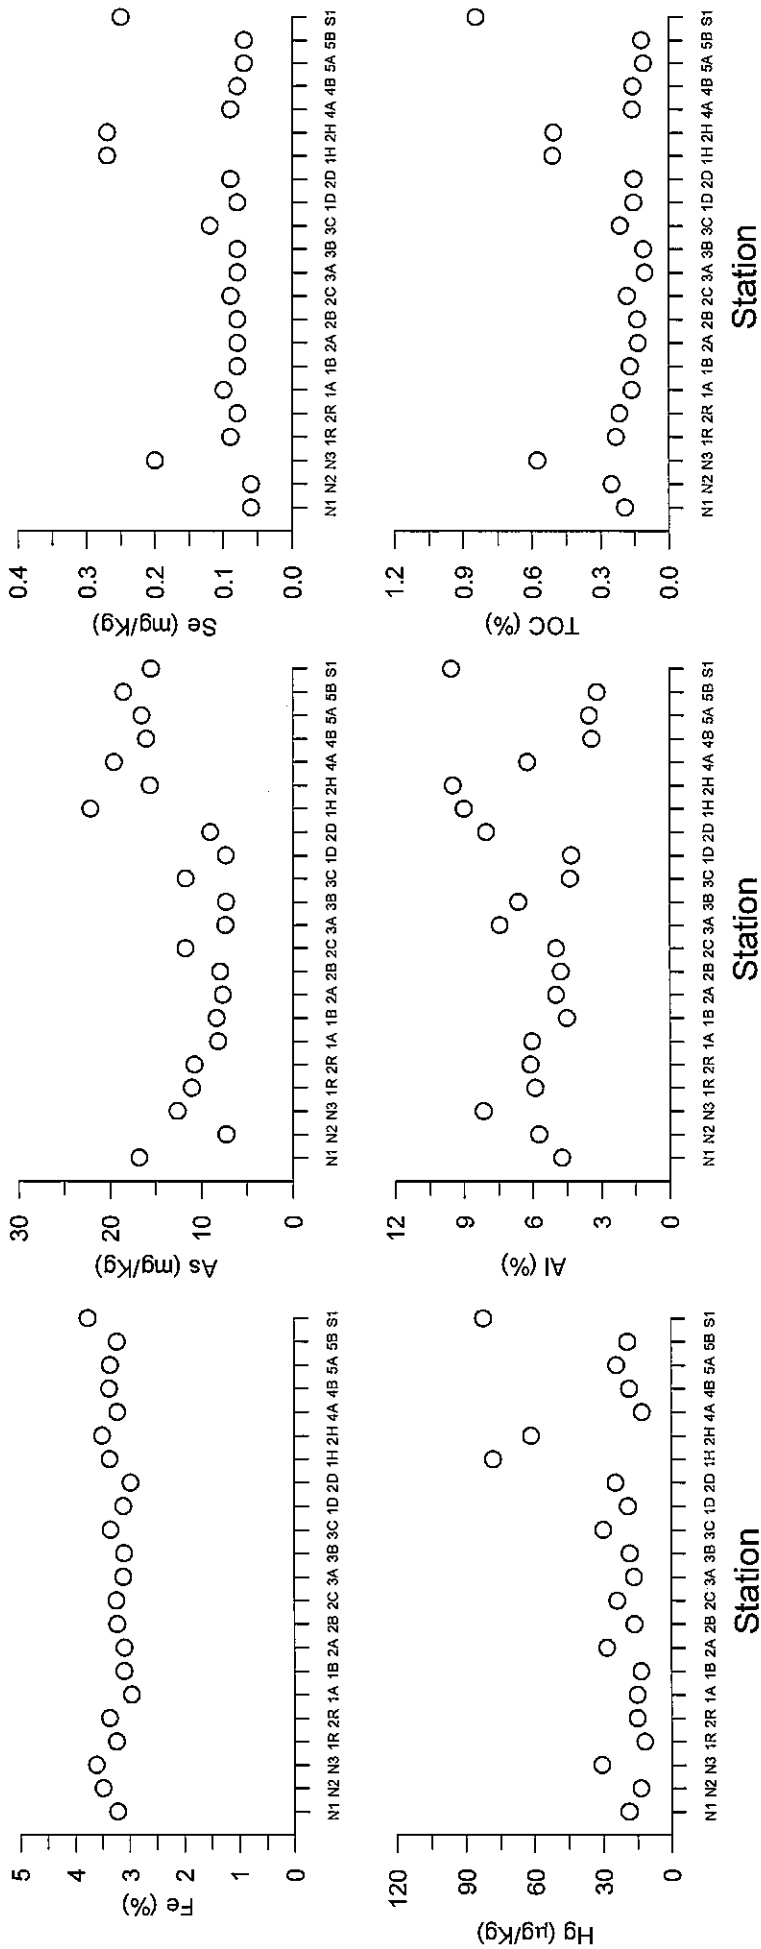 Fe (%)
5
4
3
2
1
0
N1 N2 N3 1R 2R 1A 1B 2A 2B 2C 3A 3B 3C 1D 2D 1H 2H 4A 4B 5A 5B S1
As (mg/Kg)
30
20
10
0
N1 N2 N3 1R 2R 1A 1B 2A 2B 2C 3A 3B 3C 1D 2D 1H 2H 4A 4B 5A 5B S1
Se (mg/Kg)
0.4
0.3
0.2
0.1
0.0
N1 N2 N3 1R 2R 1A 1B 2A 2B 2C 3A 3B 3C 1D 2D 1H 2H 4A 4B 5A 5B S1
Hg (µg/Kg)
120
90
60
30
0
N1 N2 N3 1R 2R 1A 1B 2A 2B 2C 3A 3B 3C 1D 2D 1H 2H 4A 4B 5A 5B S1
Station
Al (%)
12
9
6
3
0
N1 N2 N3 1R 2R 1A 1B 2A 2B 2C 3A 3B 3C 1D 2D 1H 2H 4A 4B 5A 5B S1
Station
TOC (%)
1.2
0.9
0.6
0.3
0.0
N1 N2 N3 1R 2R 1A 1B 2A 2B 2C 3A 3B 3C 1D 2D 1H 2H 4A 4B 5A 5B S1
Station